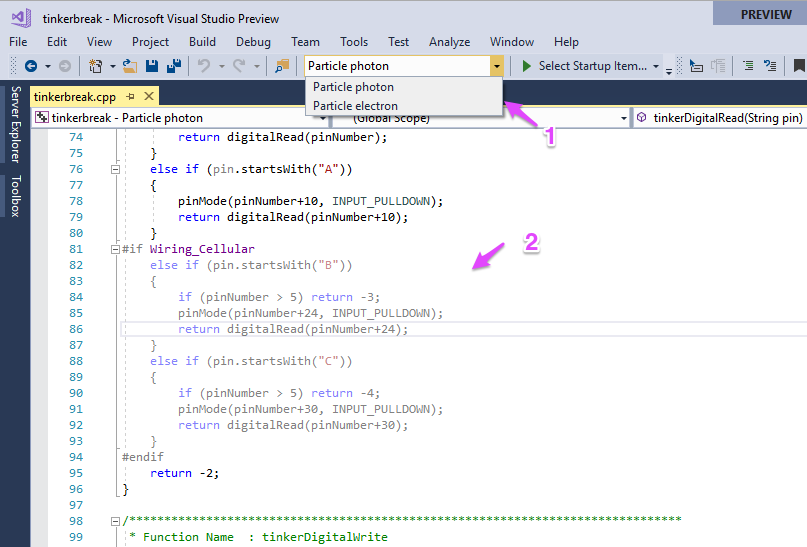 tinkerbreak - Microsoft Visual Studio Preview
PREVIEW
File Edit View Project Build Debug Team Tools Test Analyze Window Help
Particle photon
Select Startup Item...
Particle photon
Particle electron
1
Server Explorer
Toolbox
tinkerbreak.cpp
tinkerbreak - Particle photon
(Global Scope)
tinkerDigitalRead(String pin)
74 return digitalRead(pinNumber);
75 }
76 else if (pin.startsWith("A"))
77 {
78 pinMode(pinNumber+10, INPUT_PULLDOWN);
79 return digitalRead(pinNumber+10);
80 }
81 #if Wiring_Cellular
2
82 else if (pin.startsWith("B"))
83 {
84 if (pinNumber > 5) return -3;
85 pinMode(pinNumber+24, INPUT_PULLDOWN);
86 return digitalRead(pinNumber+24);
87 }
88 else if (pin.startsWith("C"))
89 {
90 if (pinNumber > 5) return -4;
91 pinMode(pinNumber+30, INPUT_PULLDOWN);
92 return digitalRead(pinNumber+30);
93 }
94 #endif
95 return -2;
96 }
97
98 /*******************************************************************************
99 * Function Name : tinkerDigitalWrite